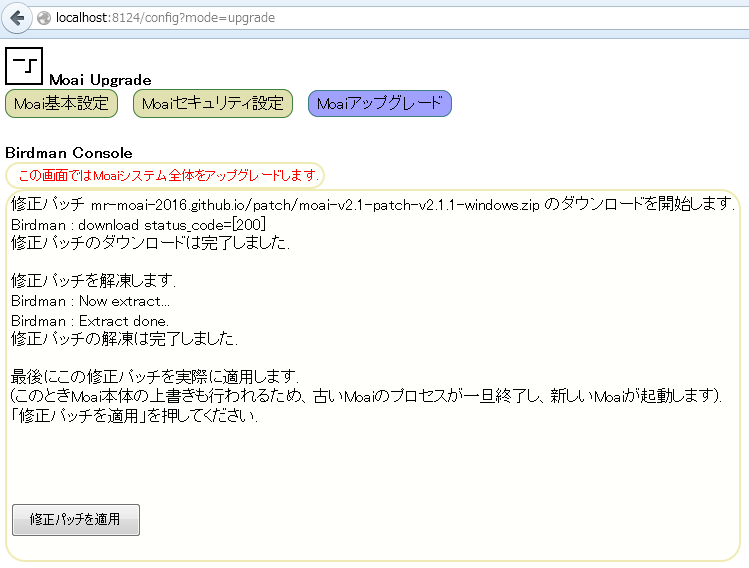 localhost:8124/config?mode=upgrade
Moai Upgrade
Moai基本設定 Moaiセキュリティ設定 Moaiアップグレード
Birdman Console
この画面ではMoaiシステム全体をアップグレードします.
修正パッチ mr-moai-2016.github.io/patch/moai-v2.1-patch-v2.1.1-windows.zip のダウンロードを開始します.
Birdman : download status_code=[200]
修正パッチのダウンロードは完了しました.
修正パッチを解凍します.
Birdman : Now extract...
Birdman : Extract done.
修正パッチの解凍は完了しました.
最後にこの修正パッチを実際に適用します.
(このときMoai本体の上書きも行われるため、古いMoaiのプロセスが一旦終了し、新しいMoaiが起動します).
「修正パッチを適用」を押してください.
修正パッチを適用